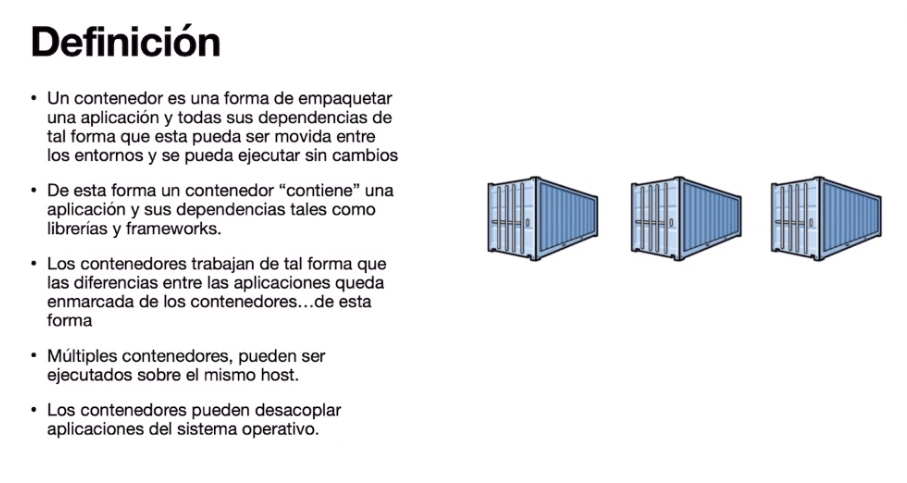 Definición
• Un contenedor es una forma de empaquetar
una aplicación y todas sus dependencias de
tal forma que esta pueda ser movida entre
los entornos y se pueda ejecutar sin cambios
• De esta forma un contenedor “contiene” una
aplicación y sus dependencias tales como
librerías y frameworks.
• Los contenedores trabajan de tal forma que
las diferencias entre las aplicaciones queda
enmarcada de los contenedores…de esta
forma
• Múltiples contenedores, pueden ser
ejecutados sobre el mismo host.
• Los contenedores pueden desacoplar
aplicaciones del sistema operativo.